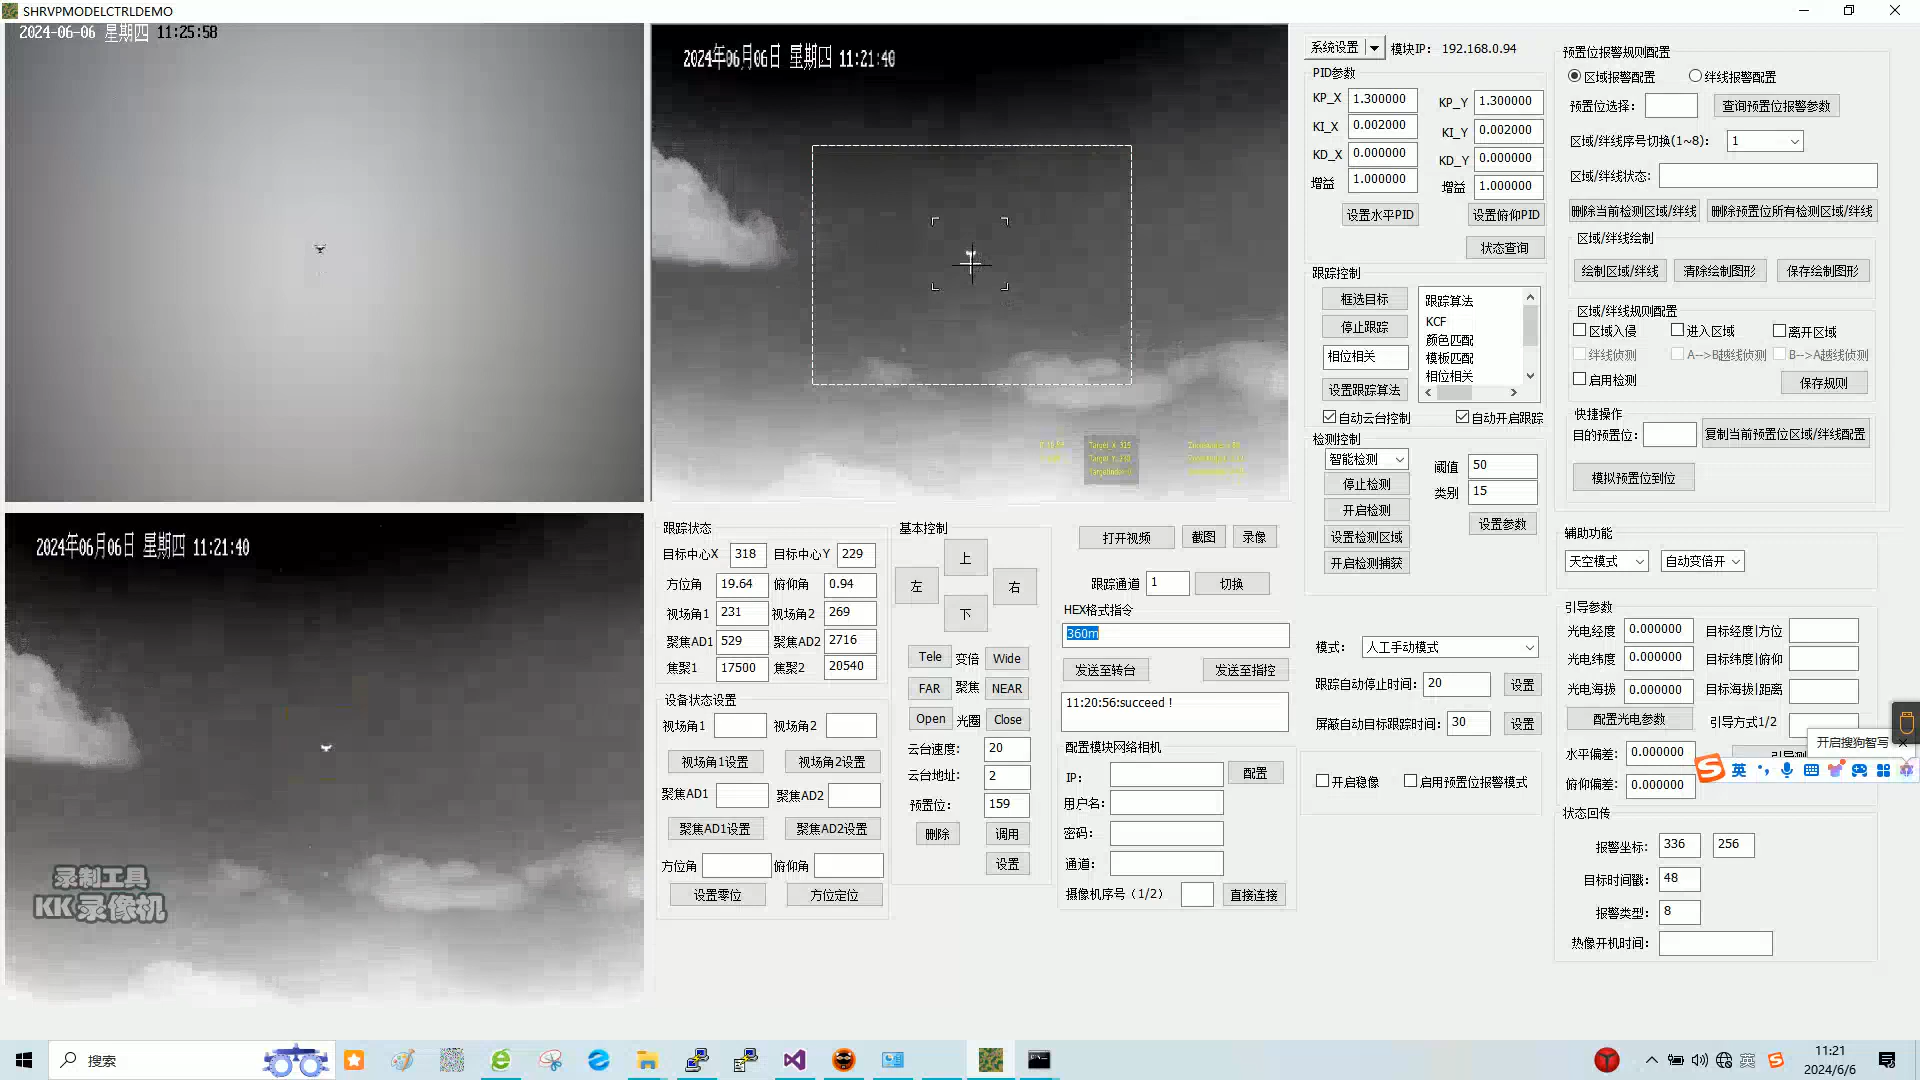 SHRVPMODELCTRLDEMO
2024-06-06 星期四 11:25:58
2024年06月06日 星期四 11:21:40
Target X 315
2024年06月06日 星期四 11:21:40
录制工具
KK录像机
跟踪状态
目标中心X 318 目标中心Y 229
方位角 19.64 俯仰角 0.94
视场角1 231 视场角2 269
聚焦AD1 529 聚焦AD2 2716
焦聚1 17500 焦聚2 20540
设备状态设置
视场角1 视场角2
视场角1设置 视场角2设置
聚焦AD1 聚焦AD2
聚焦AD1设置 聚焦AD2设置
方位角 俯仰角
设置零位 方位定位
基本控制
上
左 右
下
Tele 变倍 Wide
FAR 聚焦 NEAR
Open 光圈 Close
云台速度: 20
云台地址: 2
预置位: 159
删除 调用
设置
打开视频 截图 录像
跟踪通道 1 切换
HEX格式指令
360m
发送至转台 发送至指控
11:20:56:succeed !
配置模块网络相机
IP: 配置
用户名:
密码:
通道:
摄像机序号（1/2） 直接连接
系统设置 模块IP: 192.168.0.94
PID参数
KP_X 1.300000 KP_Y 1.300000
KI_X 0.002000 KI_Y 0.002000
KD_X 0.000000 KD_Y 0.000000
增益 1.000000 增益 1.000000
设置水平PID 设置俯仰PID
状态查询
跟踪控制
框选目标
停止跟踪
相位相关
设置跟踪算法
跟踪算法
KCF
颜色匹配
模板匹配
相位相关
自动云台控制 自动开启跟踪
检测控制
智能检测 阈值 50
停止检测 类别 15
开启检测 设置参数
设置检测区域
开启检测捕获
模式: 人工手动模式
跟踪自动停止时间: 20 设置
屏蔽自动目标跟踪时间: 30 设置
开启稳像 启用预置位报警模式
预置位报警规则配置
区域报警配置 绊线报警配置
预置位选择: 查询预置位报警参数
区域/绊线序号切换(1~8): 1
区域/绊线状态:
删除当前检测区域/绊线 删除预置位所有检测区域/绊线
区域/绊线绘制
绘制区域/绊线 清除绘制图形 保存绘制图形
区域/绊线规则配置
区域入侵 进入区域 离开区域
绊线侦测 A-->B越线侦测 B-->A越线侦测
启用检测 保存规则
快捷操作
目的预置位: 复制当前预置位区域/绊线配置
模拟预置位到位
辅助功能
天空模式 自动变倍开
引导参数
光电经度 0.000000 目标经度|方位
光电纬度 0.000000 目标纬度|俯仰
光电海拔 0.000000 目标海拔|距离
配置光电参数 引导方式1/2
水平偏差: 0.000000
俯仰偏差: 0.000000
开启搜狗智写
英
状态回传
报警坐标: 336 256
目标时间戳: 48
报警类型: 8
热像开机时间:
搜索
英
11:21
2024/6/6